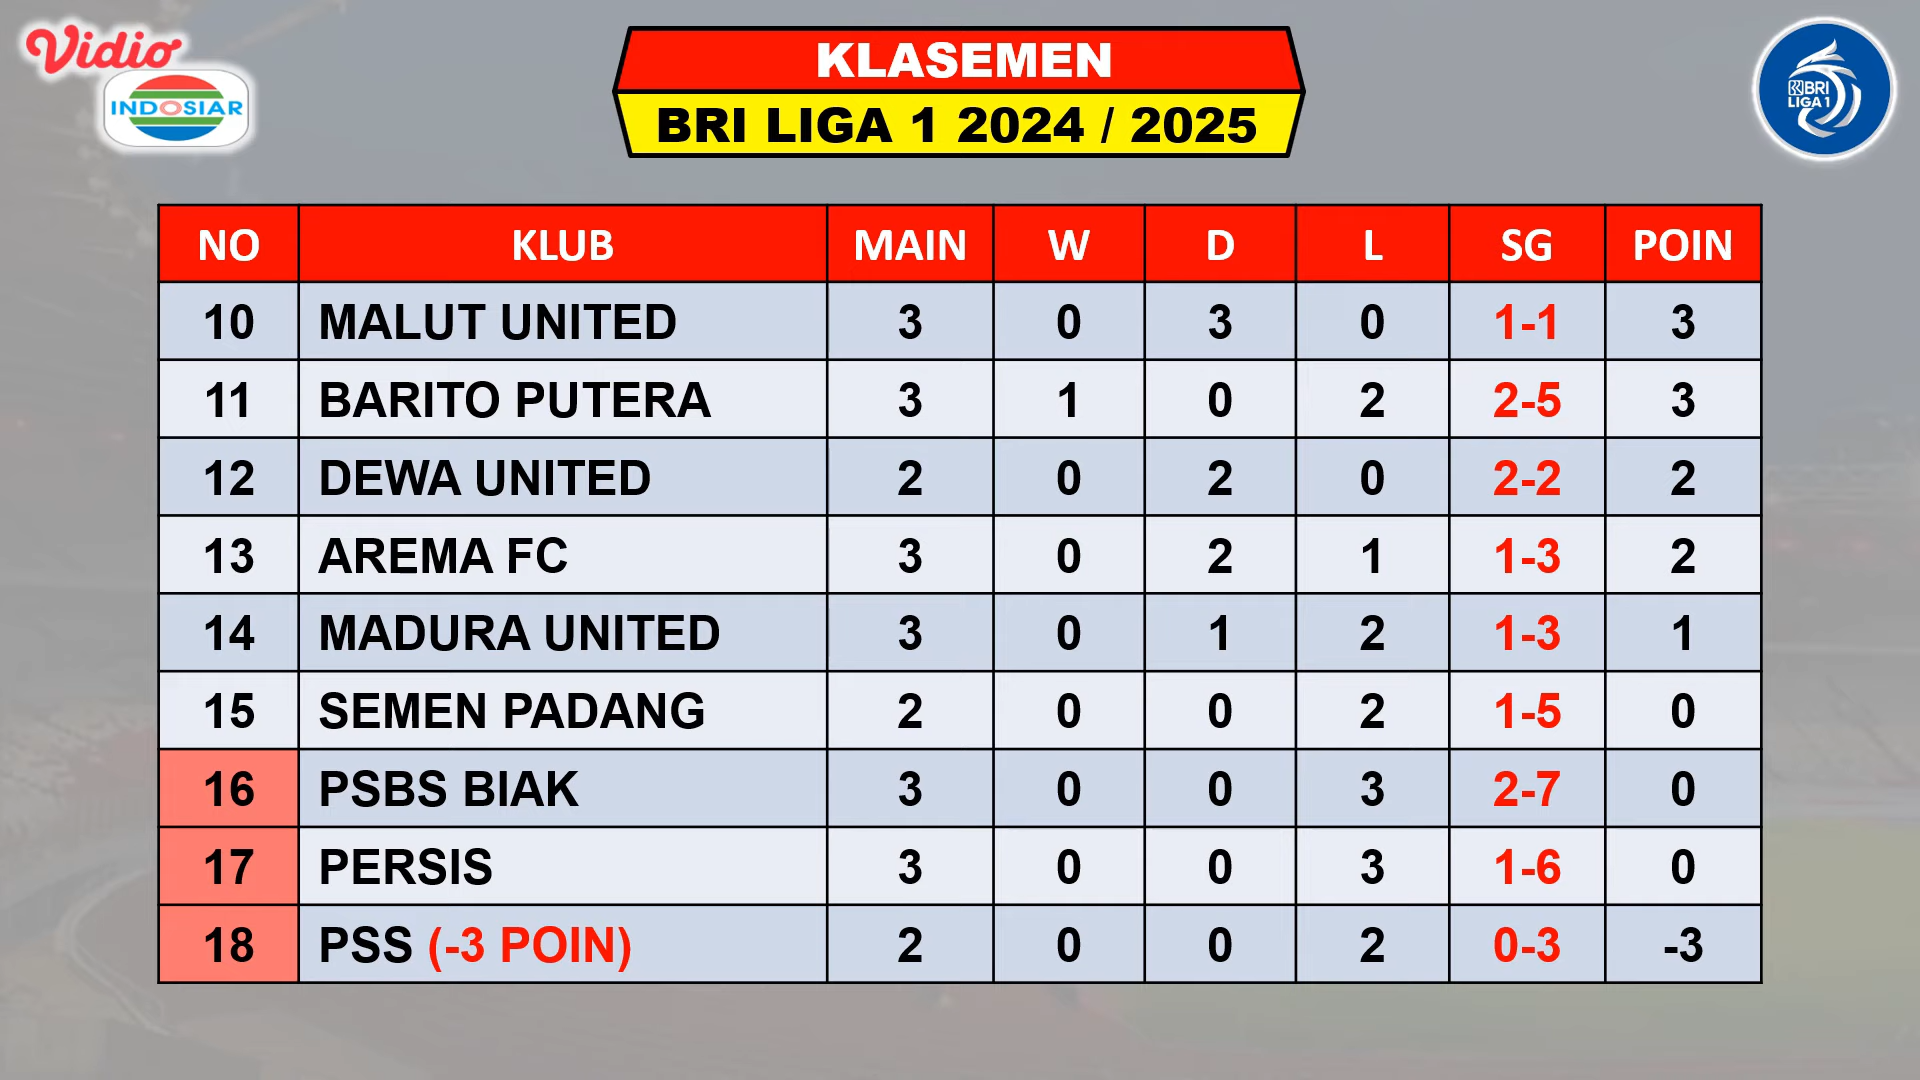 Vidio
INDOSIAR
KLASEMEN
BRI LIGA 1 2024 / 2025
BRI
LIGA 1
NO KLUB MAIN W D L SG POIN
10 MALUT UNITED 3 0 3 0 1-1 3
11 BARITO PUTERA 3 1 0 2 2-5 3
12 DEWA UNITED 2 0 2 0 2-2 2
13 AREMA FC 3 0 2 1 1-3 2
14 MADURA UNITED 3 0 1 2 1-3 1
15 SEMEN PADANG 2 0 0 2 1-5 0
16 PSBS BIAK 3 0 0 3 2-7 0
17 PERSIS 3 0 0 3 1-6 0
18 PSS (-3 POIN) 2 0 0 2 0-3 -3